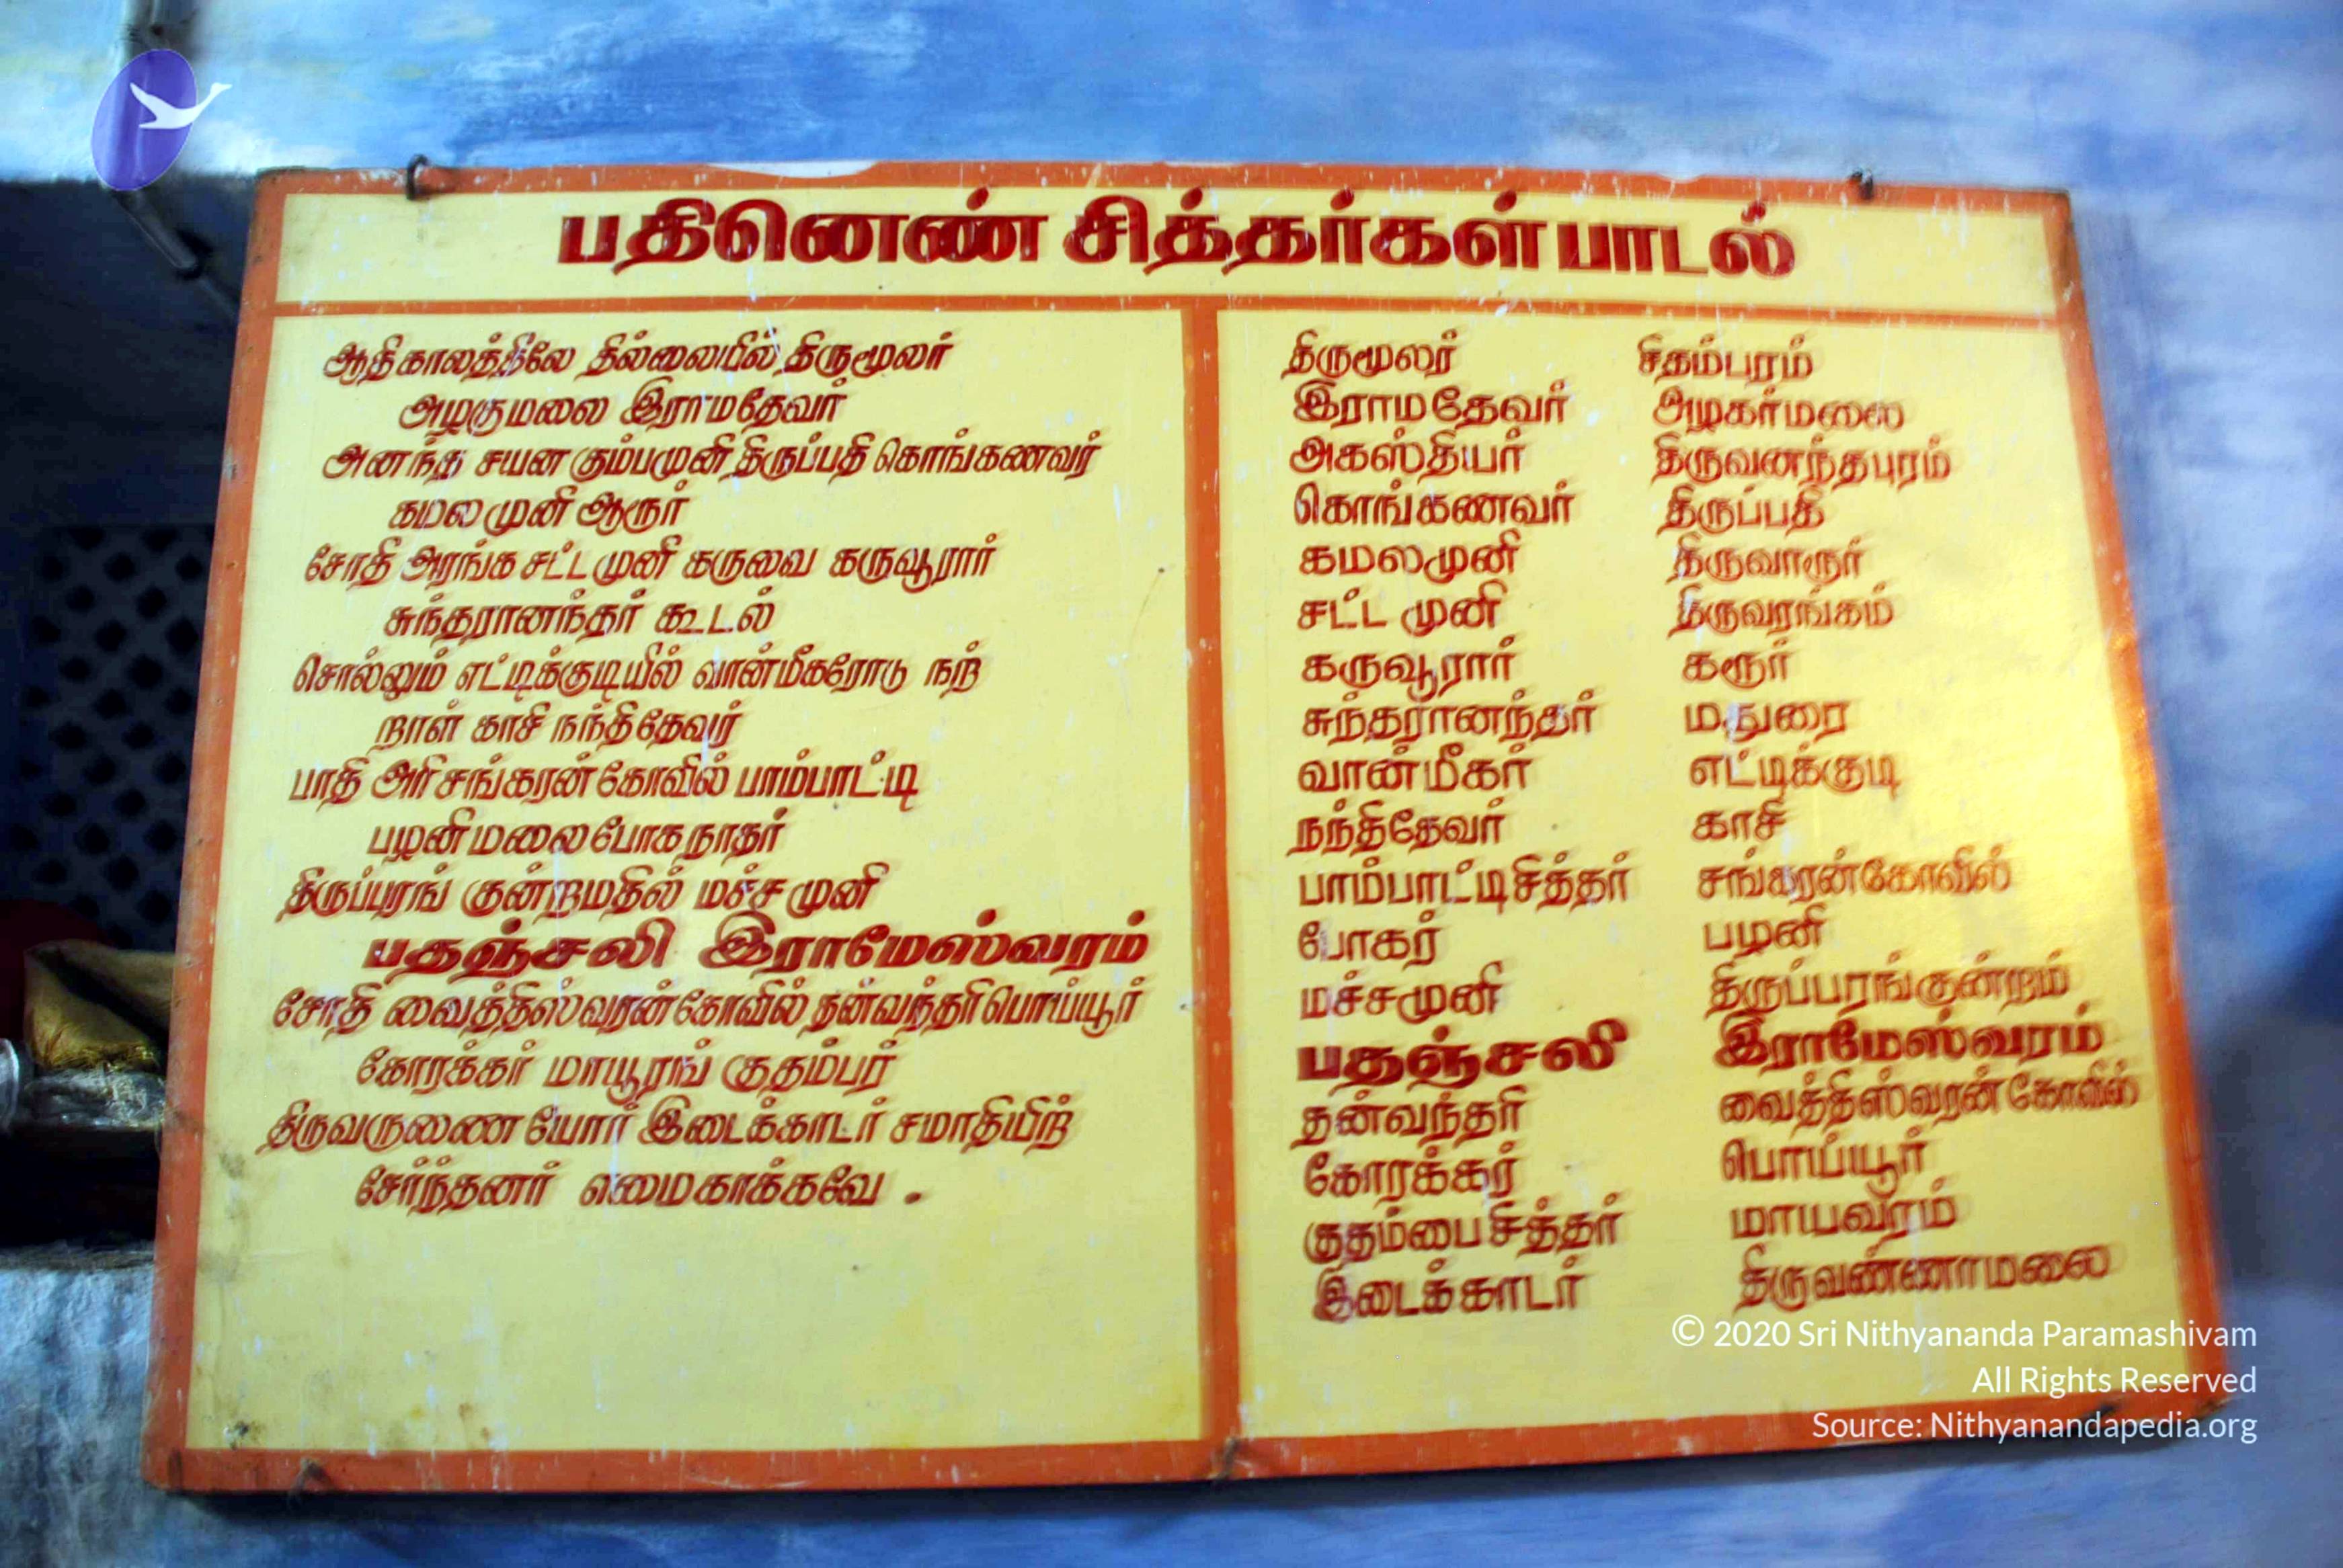 பதினெண் சித்தர்கள் பாடல்
ஆதிகாலத்திலே தில்லையில் திருமூலர்
அழகுமலை இராமதேவர்
அனந்த சயன கும்பமுனி திருப்பதி கொங்கணவர்
கமலமுனி ஆரூர்
சோதி அரங்க சட்டமுனி கருவை கருவூரார்
சுந்தரானந்தர் கூடல்
சொல்லும் எட்டிக்குடியில் வான்மீகரோடு நற்
றாள் காசி நந்திதேவர்
பாதி அரி சங்கரன்கோவில் பாம்பாட்டி
பழனி மலை போகநாதர்
திருப்பரங் குன்றமதில் மச்ச முனி
பதஞ்சலி இராமேஸ்வரம்
சோதி வைத்திஸ்வரன்கோவில் தன்வந்தரி பொய்யூர்
கோரக்கர் மாயூரங் குதம்பர்
திருவருணை யோர் இடைக்காடர் சமாதியிற்
சேர்ந்தனர் எமைகாக்கவே .
திருமூலர் சிதம்பரம்
இராமதேவர் அழகர்மலை
அகஸ்தியர் திருவனந்தபுரம்
கொங்கணவர் திருப்பதி
கமலமுனி திருவாரூர்
சட்ட முனி திருவரங்கம்
கருவூரார் கரூர்
சுந்தரானந்தர் மதுரை
வான்மீகர் எட்டிக்குடி
நந்திதேவர் காசி
பாம்பாட்டி சித்தர் சங்கரன்கோவில்
போகர் பழனி
மச்சமுனி திருப்பரங்குன்றம்
பதஞ்சலி இராமேஸ்வரம்
தன்வந்தரி வைத்திஸ்வரன் கோவில்
கோரக்கர் பொய்யூர்
குதம்பை சித்தர் மாயவரம்
இடைக்காடர் திருவண்ணாமலை
© 2020 Sri Nithyananda Paramashivam
All Rights Reserved
Source: Nithyanandapedia.org